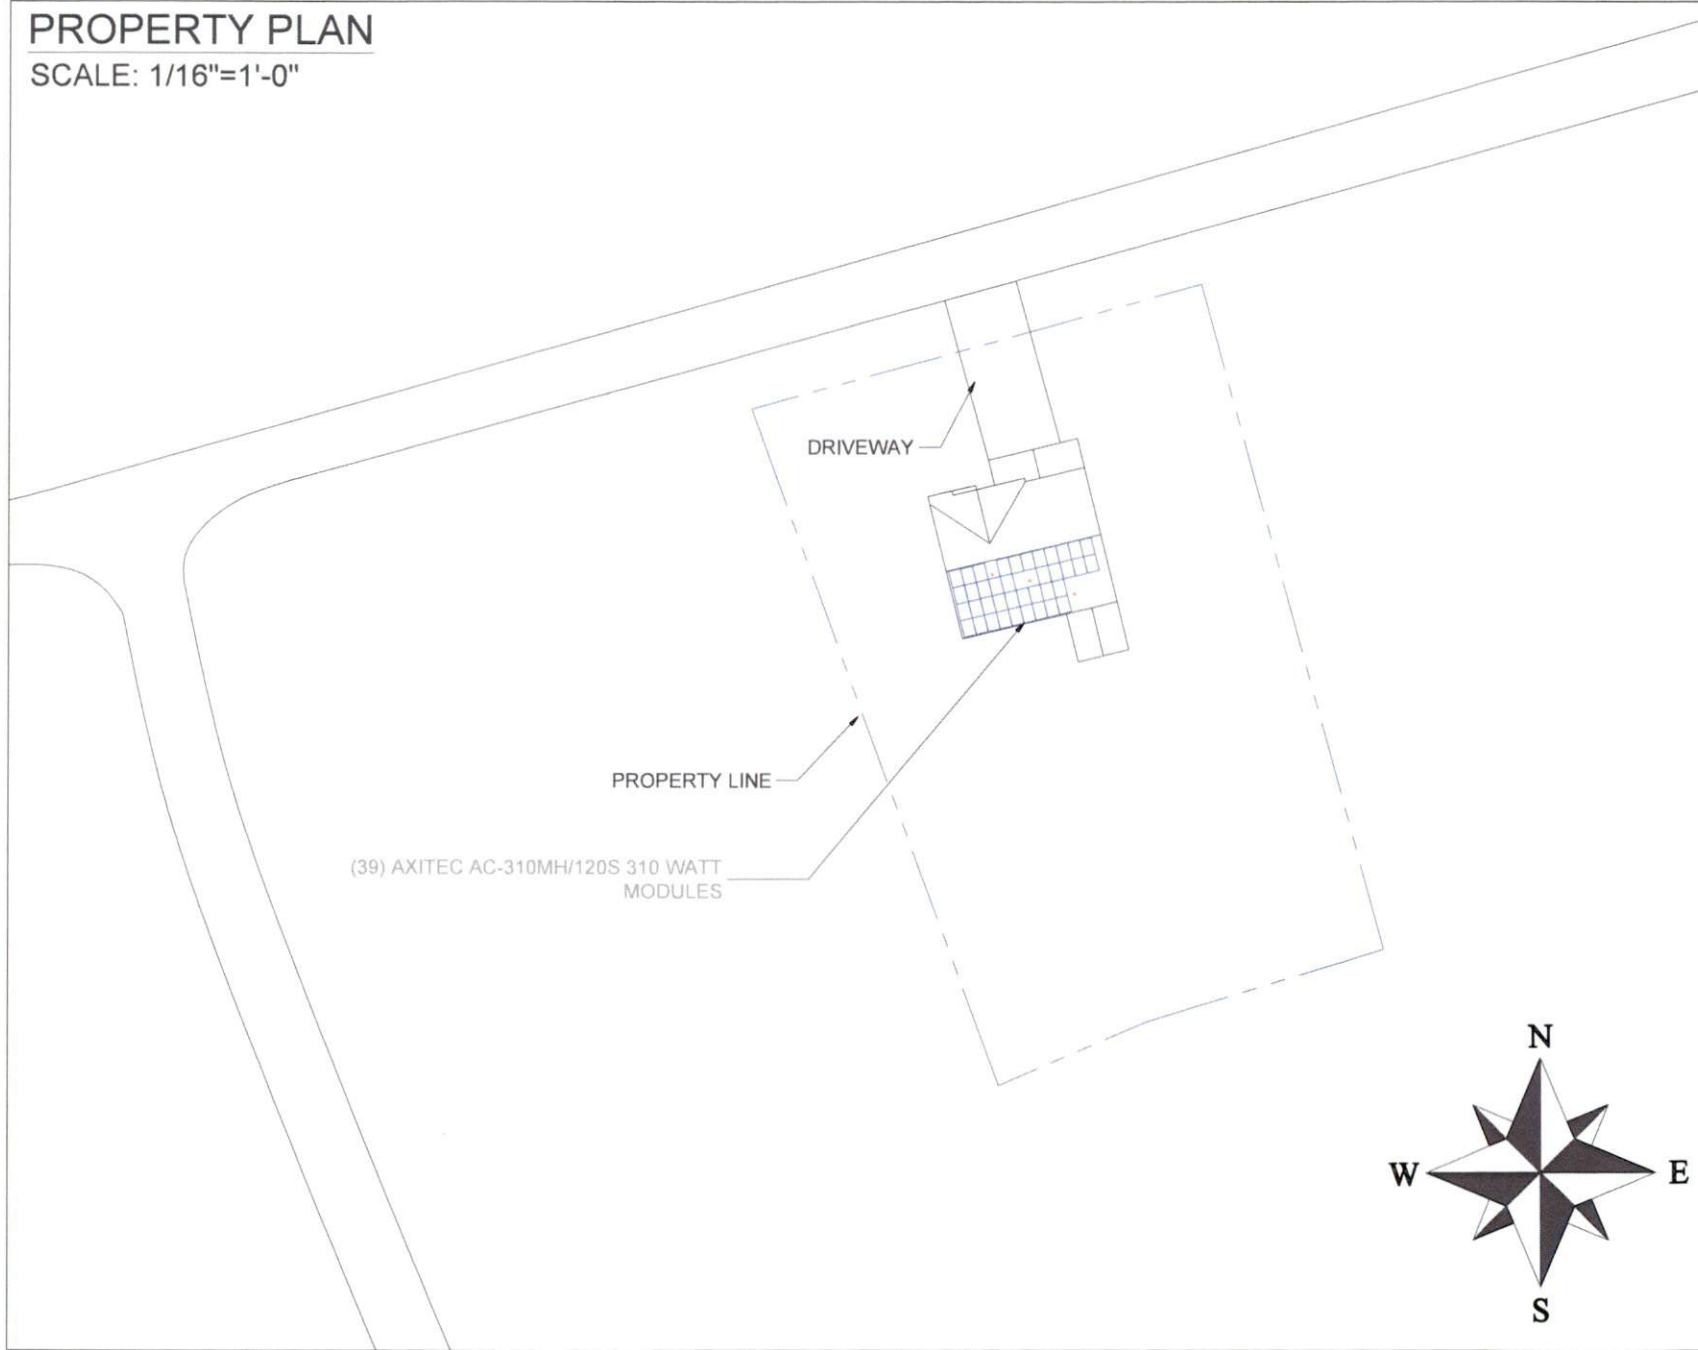 PROPERTY PLAN
SCALE: 1/16"=1'-0"
DRIVEWAY
PROPERTY LINE
(39) AXITEC AC-310MH/120S 310 WATT
MODULES
N
W
E
S